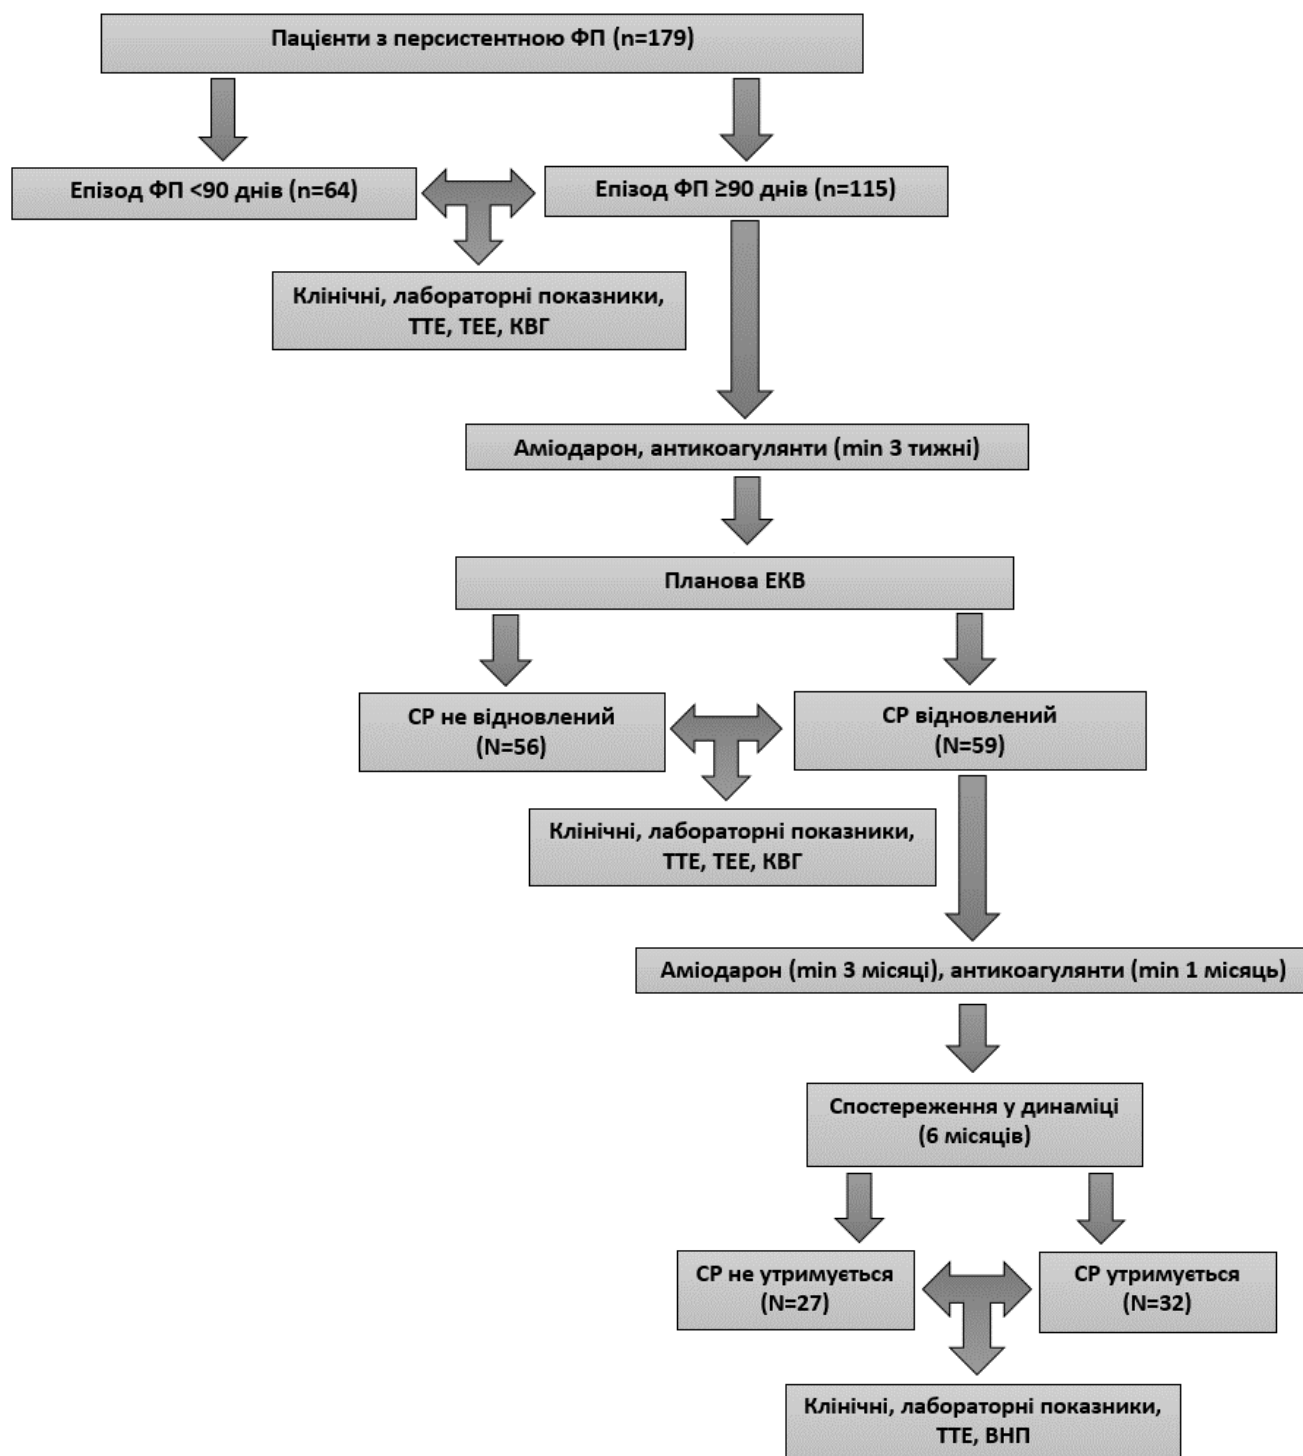 Пацієнти з персистентною ФП (n=179)
Епізод ФП <90 днів (n=64)
Епізод ФП ≥90 днів (n=115)
Клінічні, лабораторні показники,
ТТЕ, ТЕЕ, КВГ
Аміодарон, антикоагулянти (min 3 тижні)
Планова ЕКВ
СР не відновлений
(N=56)
СР відновлений
(N=59)
Клінічні, лабораторні показники,
ТТЕ, ТЕЕ, КВГ
Аміодарон (min 3 місяці), антикоагулянти (min 1 місяць)
Спостереження у динаміці
(6 місяців)
СР не утримується
(N=27)
СР утримується
(N=32)
Клінічні, лабораторні показники,
ТТЕ, ВНП